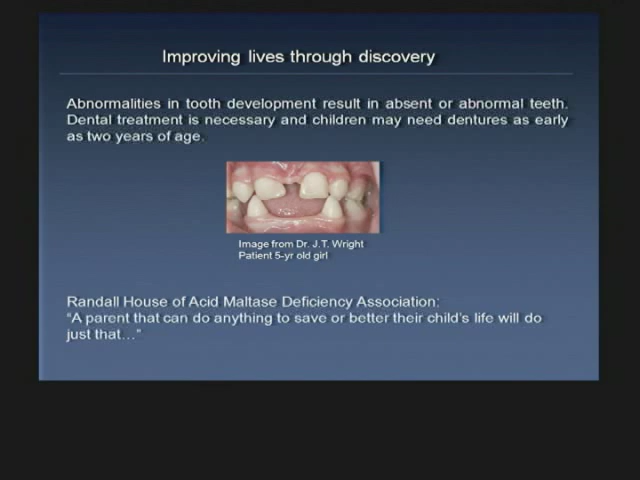 Improving lives through discovery
Abnormalities in tooth development result in absent or abnormal teeth.
Dental treatment is necessary and children may need dentures as early
as two years of age.
Image from Dr. J.T. Wright
Patient 5-yr old girl
Randall House of Acid Maltase Deficiency Association:
“A parent that can do anything to save or better their child’s life will do
just that…”